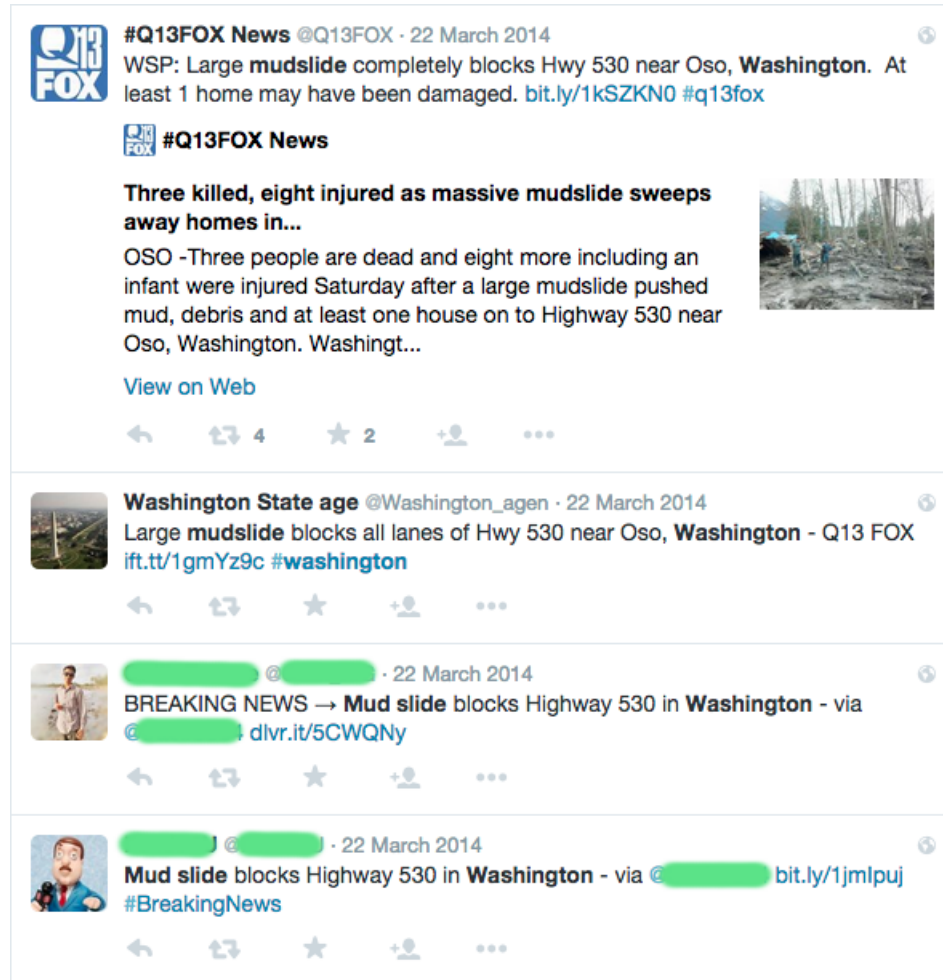 Q13 FOX
#Q13FOX News @Q13FOX · 22 March 2014
WSP: Large mudslide completely blocks Hwy 530 near Oso, Washington. At
least 1 home may have been damaged. bit.ly/1kSZKN0 #q13fox
Q13 FOX #Q13FOX News
Three killed, eight injured as massive mudslide sweeps
away homes in...
OSO -Three people are dead and eight more including an
infant were injured Saturday after a large mudslide pushed
mud, debris and at least one house on to Highway 530 near
Oso, Washington. Washingt...
View on Web
4 2
Washington State age @Washington_agen · 22 March 2014
Large mudslide blocks all lanes of Hwy 530 near Oso, Washington - Q13 FOX
ift.tt/1gmYz9c #washington
@ · 22 March 2014
BREAKING NEWS → Mud slide blocks Highway 530 in Washington - via
@ dlvr.it/5CWQNy
@ · 22 March 2014
Mud slide blocks Highway 530 in Washington - via @ bit.ly/1jmIpuj
#BreakingNews